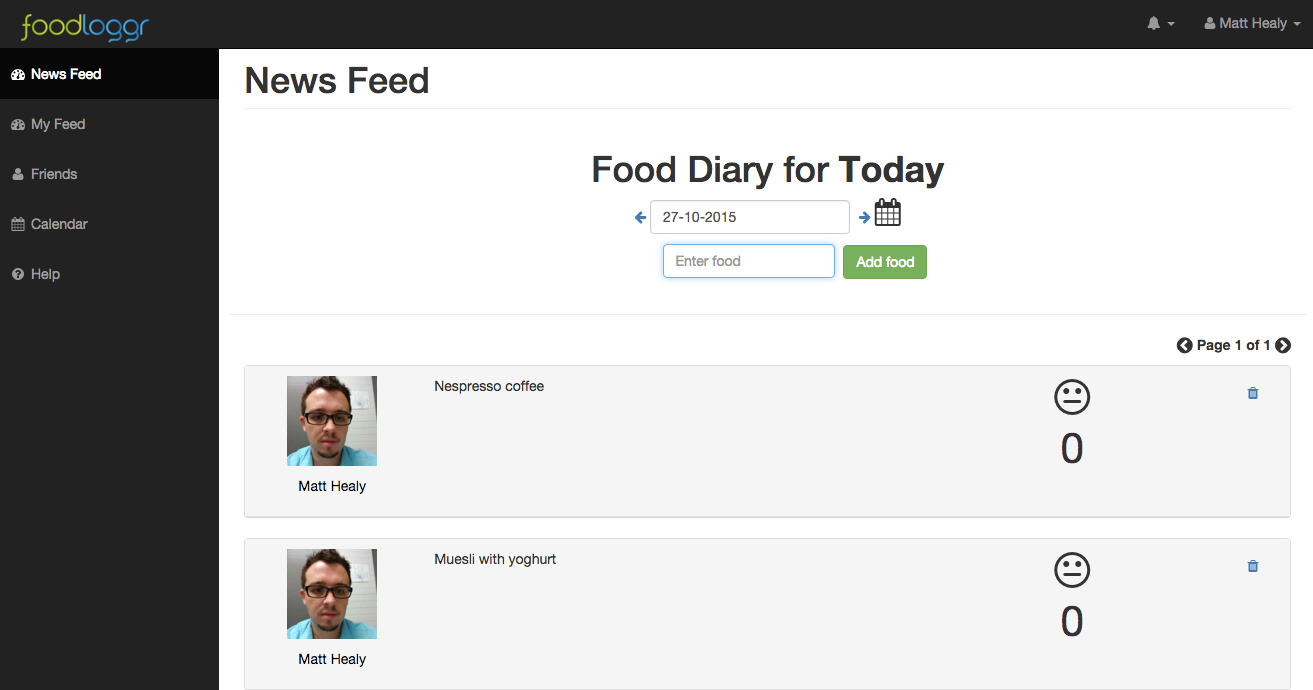 foodloggr
Matt Healy
News Feed
My Feed
Friends
Calendar
Help
News Feed
Food Diary for Today
27-10-2015
Enter food Add food
Page 1 of 1
Nespresso coffee
0
Matt Healy
Muesli with yoghurt
0
Matt Healy